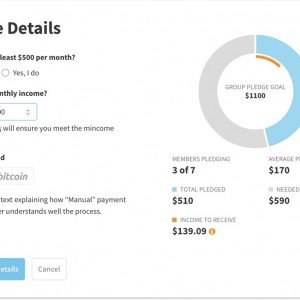 e Details
least $500 per month?
Yes, I do
nthly income?
00
will ensure you meet the mincome
d
bitcoin
text explaining how “Manual” payment
er understands well the process.
Details
Cancel
GROUP PLEDGE GOAL
$1100
MEMBERS PLEDGING
3 of 7
AVERAGE P
$170
TOTAL PLEDGED
$510
NEEDED
$590
INCOME TO RECEIVE
$139.09